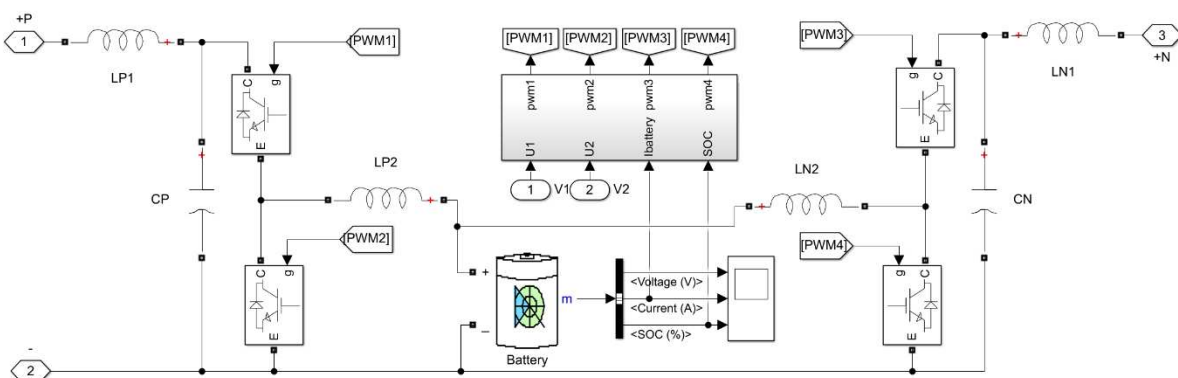 +P
1
LP1
[PWM1]
C
g
E
CP
LP2
[PWM2]
C
g
E
-
2
[PWM1]
[PWM2]
[PWM3]
[PWM4]
pwm1
pwm2
pwm3
pwm4
U1
U2
Ibattery
SOC
1
V1
2
V2
+
−
m
Battery
<Voltage (V)>
<Current (A)>
<SOC (%)>
[PWM3]
g
C
E
LN2
[PWM4]
g
C
E
CN
LN1
3
+N